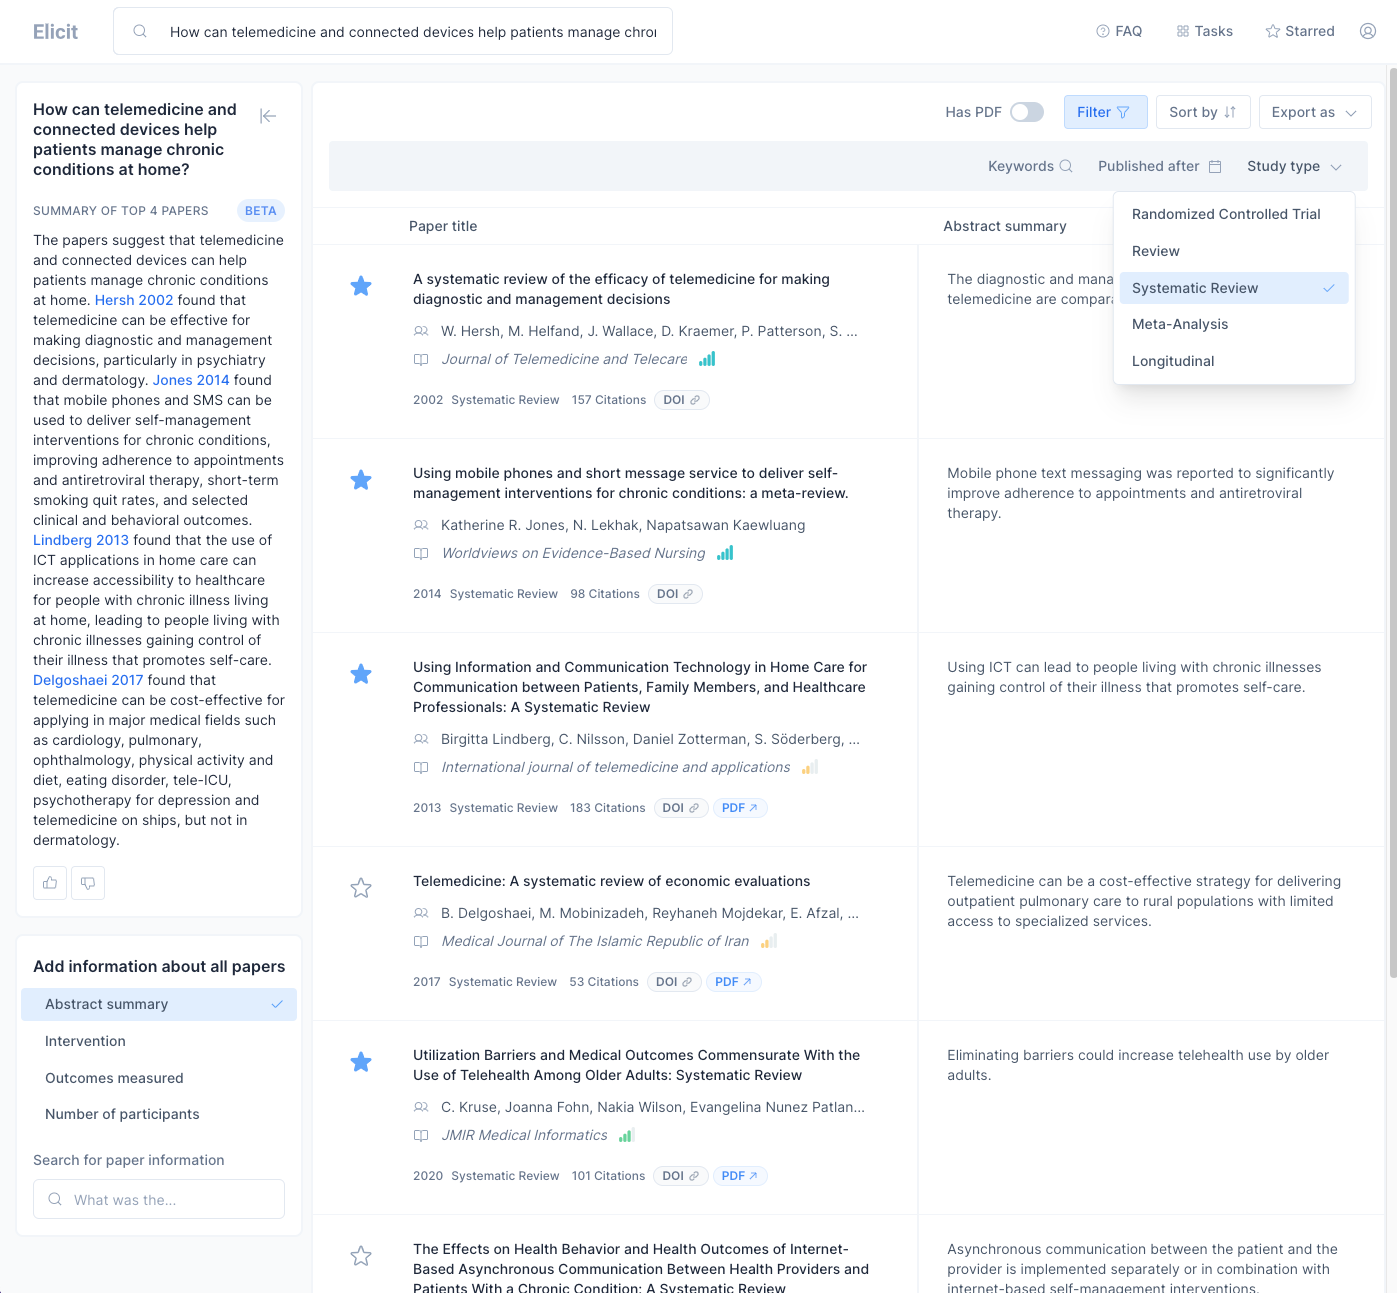 Elicit
How can telemedicine and connected devices help patients manage chror
FAQ
Tasks
Starred
How can telemedicine and
connected devices help
patients manage chronic
conditions at home?
SUMMARY OF TOP 4 PAPERS BETA
The papers suggest that telemedicine
and connected devices can help
patients manage chronic conditions
at home. Hersh 2002 found that
telemedicine can be effective for
making diagnostic and management
decisions, particularly in psychiatry
and dermatology. Jones 2014 found
that mobile phones and SMS can be
used to deliver self-management
interventions for chronic conditions,
improving adherence to appointments
and antiretroviral therapy, short-term
smoking quit rates, and selected
clinical and behavioral outcomes.
Lindberg 2013 found that the use of
ICT applications in home care can
increase accessibility to healthcare
for people with chronic illness living
at home, leading to people living with
chronic illnesses gaining control of
their illness that promotes self-care.
Delgoshaei 2017 found that
telemedicine can be cost-effective for
applying in major medical fields such
as cardiology, pulmonary,
ophthalmology, physical activity and
diet, eating disorder, tele-ICU,
psychotherapy for depression and
telemedicine on ships, but not in
dermatology.
Add information about all papers
Abstract summary
Intervention
Outcomes measured
Number of participants
Search for paper information
What was the...
Has PDF
Filter
Sort by
Export as
Keywords
Published after
Study type
Randomized Controlled Trial
Review
Systematic Review
Meta-Analysis
Longitudinal
Paper title
Abstract summary
A systematic review of the efficacy of telemedicine for making
diagnostic and management decisions
W. Hersh, M. Helfand, J. Wallace, D. Kraemer, P. Patterson, S. ...
Journal of Telemedicine and Telecare
2002 Systematic Review 157 Citations DOI
The diagnostic and mana
telemedicine are compara
Using mobile phones and short message service to deliver self-
management interventions for chronic conditions: a meta-review.
Katherine R. Jones, N. Lekhak, Napatsawan Kaewluang
Worldviews on Evidence-Based Nursing
2014 Systematic Review 98 Citations DOI
Mobile phone text messaging was reported to significantly
improve adherence to appointments and antiretroviral
therapy.
Using Information and Communication Technology in Home Care for
Communication between Patients, Family Members, and Healthcare
Professionals: A Systematic Review
Birgitta Lindberg, C. Nilsson, Daniel Zotterman, S. Söderberg, ...
International journal of telemedicine and applications
2013 Systematic Review 183 Citations DOI PDF
Using ICT can lead to people living with chronic illnesses
gaining control of their illness that promotes self-care.
Telemedicine: A systematic review of economic evaluations
B. Delgoshaei, M. Mobinizadeh, Reyhaneh Mojdekar, E. Afzal, ...
Medical Journal of The Islamic Republic of Iran
2017 Systematic Review 53 Citations DOI PDF
Telemedicine can be a cost-effective strategy for delivering
outpatient pulmonary care to rural populations with limited
access to specialized services.
Utilization Barriers and Medical Outcomes Commensurate With the
Use of Telehealth Among Older Adults: Systematic Review
C. Kruse, Joanna Fohn, Nakia Wilson, Evangelina Nunez Patlan...
JMIR Medical Informatics
2020 Systematic Review 101 Citations DOI PDF
Eliminating barriers could increase telehealth use by older
adults.
The Effects on Health Behavior and Health Outcomes of Internet-
Based Asynchronous Communication Between Health Providers and
Patients With a Chronic Condition: A Systematic Review
Asynchronous communication between the patient and the
provider is implemented separately or in combination with
internet-based self-management interventions.